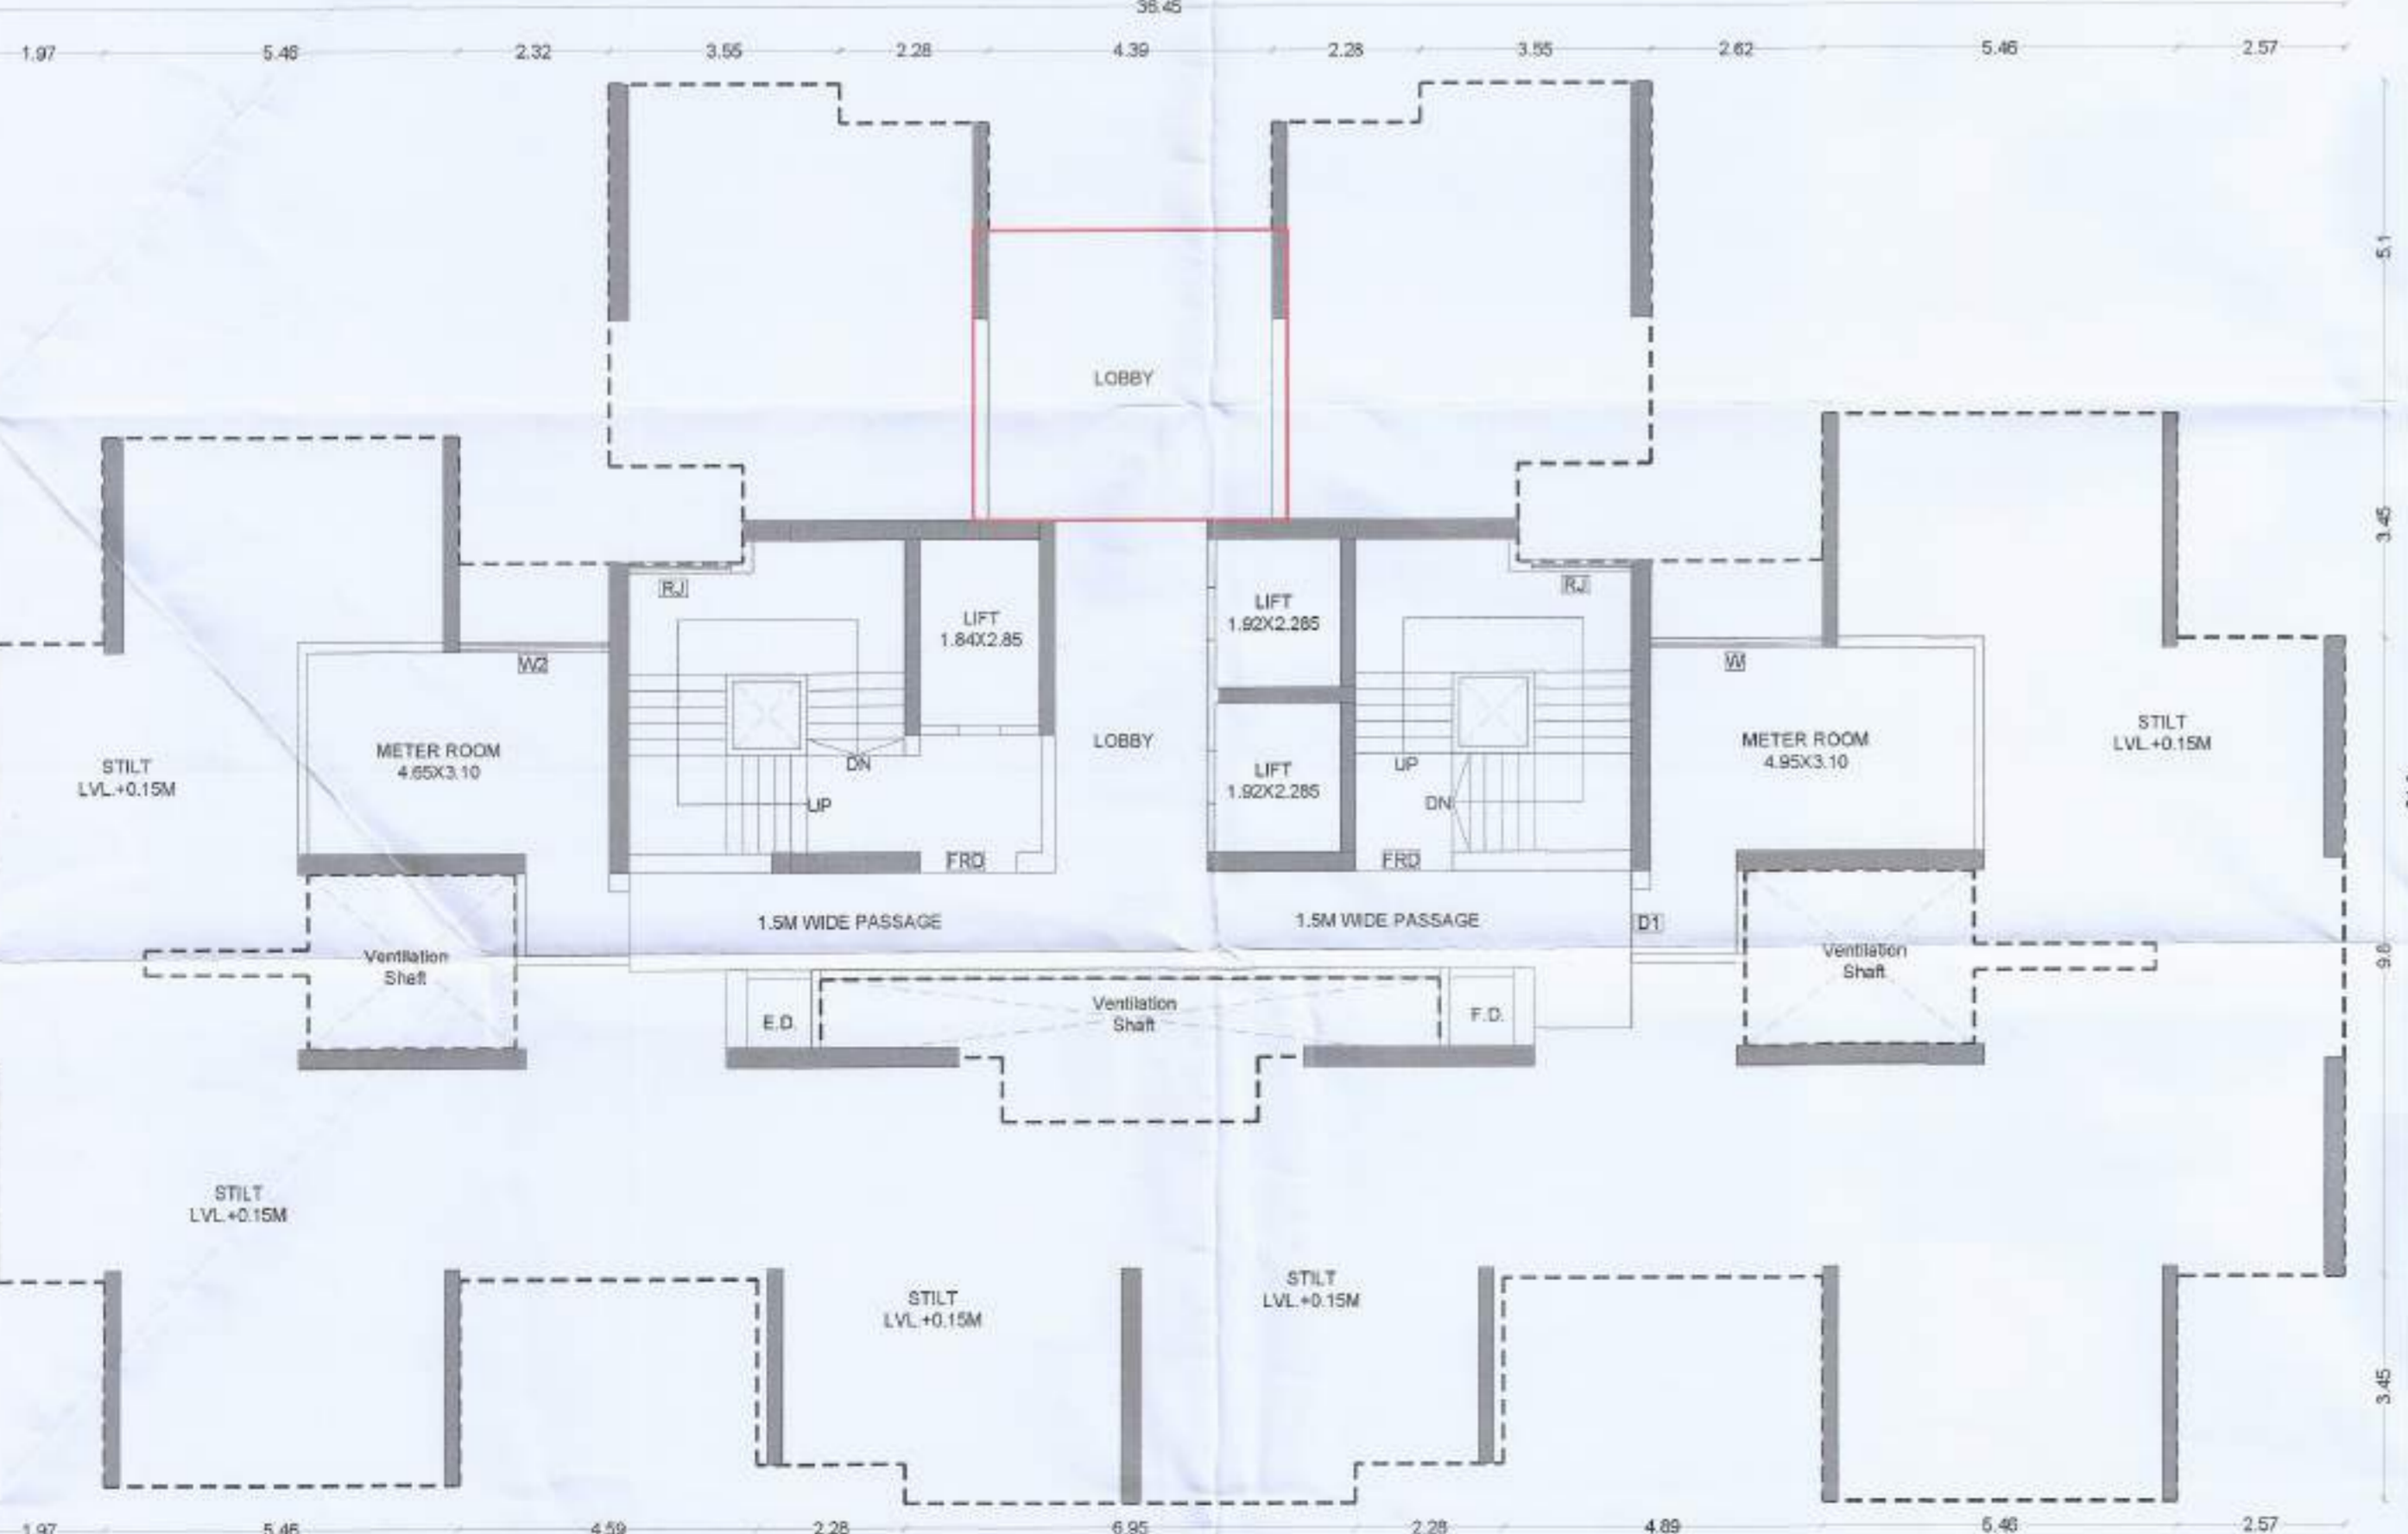 38.45
1.97 5.46 2.32 3.55 2.28 4.39 2.28 3.55 2.62 5.46 2.57
5.1
LOBBY
3.45
RJ
RJ
LIFT
1.84X2.85
LIFT
1.92X2.285
W2
W
METER ROOM
4.65X3.10
STILT
LVL.+0.15M
DN
UP
LOBBY
LIFT
1.92X2.285
UP
DN
METER ROOM
4.95X3.10
STILT
LVL.+0.15M
FRD
FRD
1.5M WIDE PASSAGE
1.5M WIDE PASSAGE
D1
Ventilation
Shaft
Ventilation
Shaft
9.8
E.D.
Ventilation
Shaft
F.D.
STILT
LVL.+0.15M
STILT
LVL.+0.15M
STILT
LVL.+0.15M
3.45
1.97 5.46 4.59 2.28 6.95 2.28 4.89 5.46 2.57